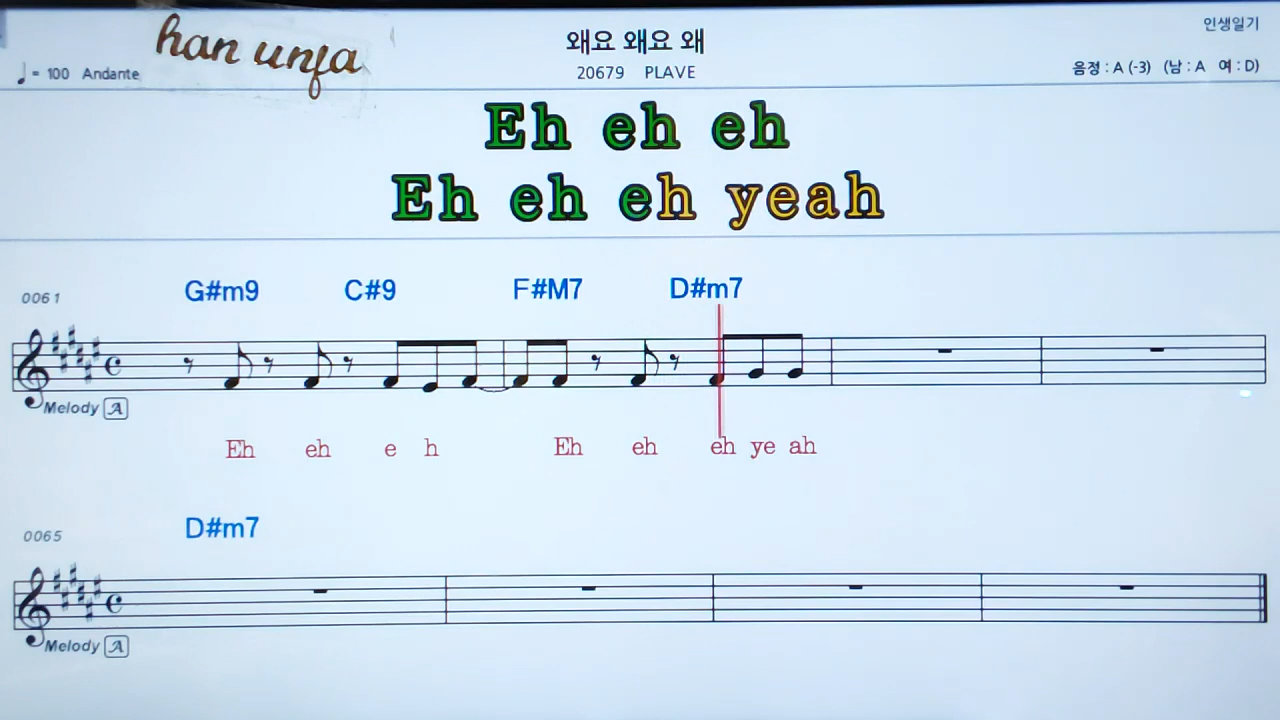 han unfa
왜요 왜요 왜
인생일기
♩= 100 Andante
20679 PLAVE
음정 : A (-3) (남 : A 여 : D)
Eh eh eh
Eh eh eh yeah
0061
G#m9 C#9 F#M7 D#m7
Melody A
Eh eh e h Eh eh eh ye ah
0065
D#m7
Melody A